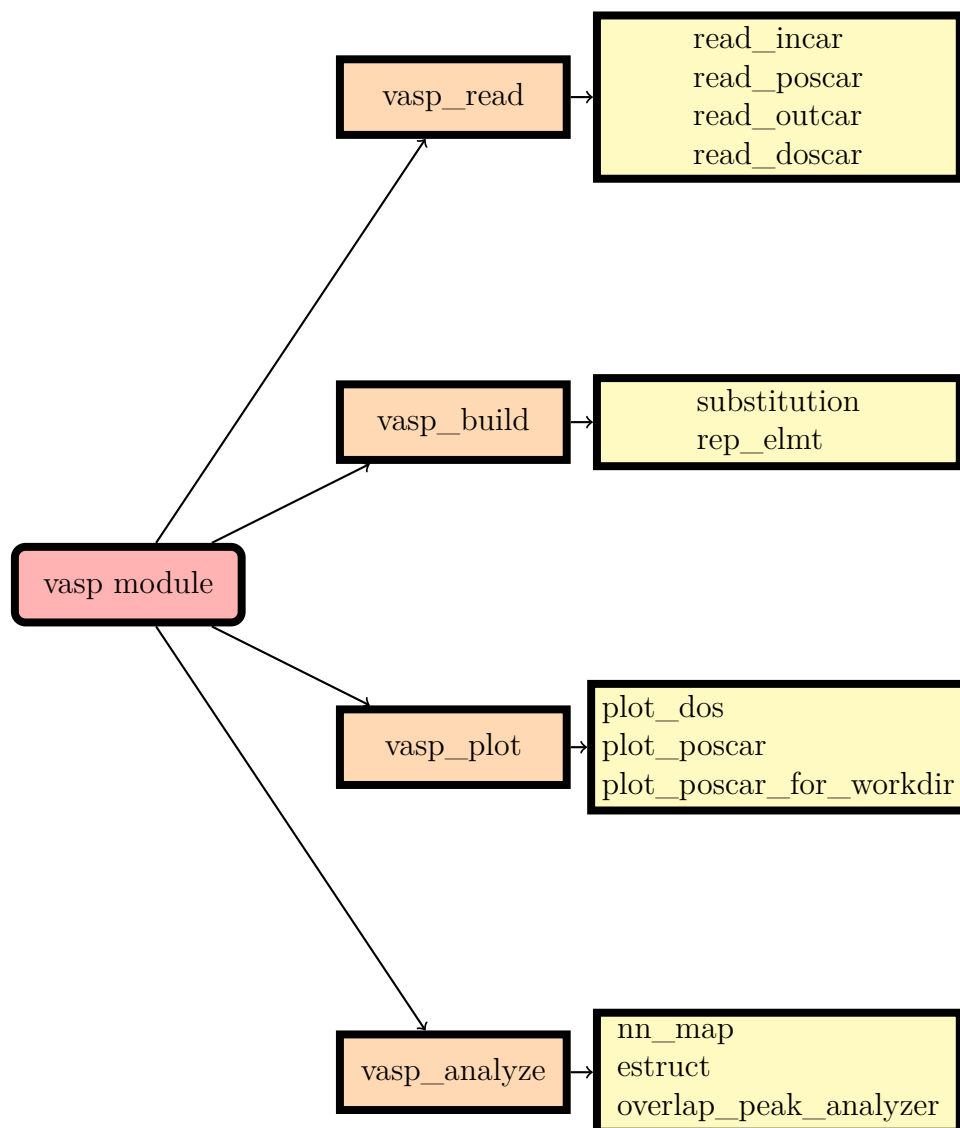 vasp_read
read_incar
read_poscar
read_outcar
read_doscar
vasp_build
substitution
rep_elmt
vasp module
vasp_plot
plot_dos
plot_poscar
plot_poscar_for_workdir
vasp_analyze
nn_map
estruct
overlap_peak_analyzer